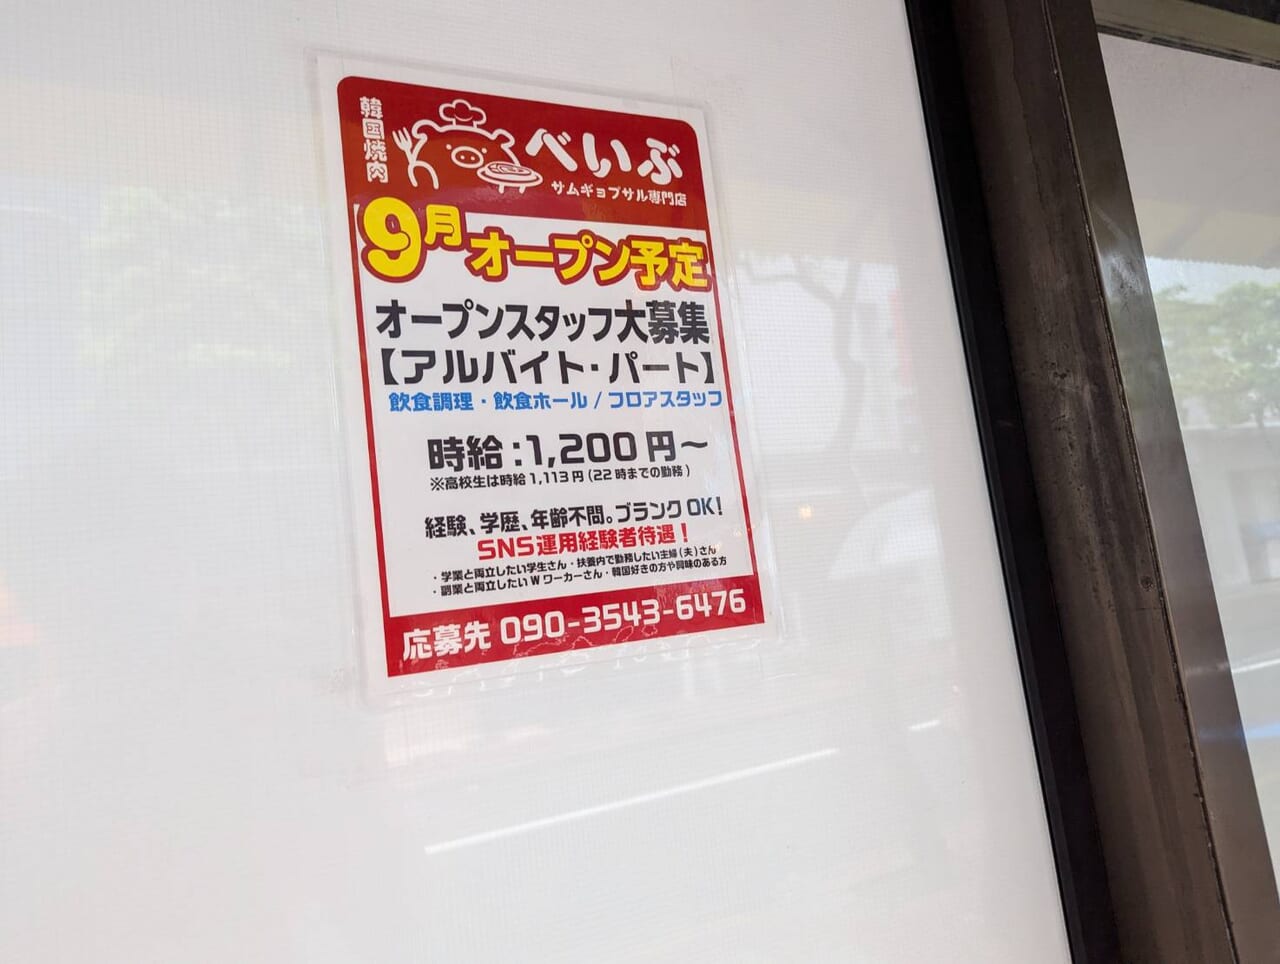 韓国焼肉
べいぶ
サムギョプサル専門店
9月オープン予定
オープンスタッフ大募集
【アルバイト・パート】
飲食調理・飲食ホール / フロアスタッフ
時給:1,200円〜
※高校生は時給1,113円(22時までの勤務)
経験、学歴、年齢不問。ブランクOK!
SNS運用経験者待遇!
・学業と両立したい学生さん・扶養内で勤務したい主婦(夫)さん
・副業と両立したいWワーカーさん・韓国好きの方や興味のある方
応募先 090-3543-6476